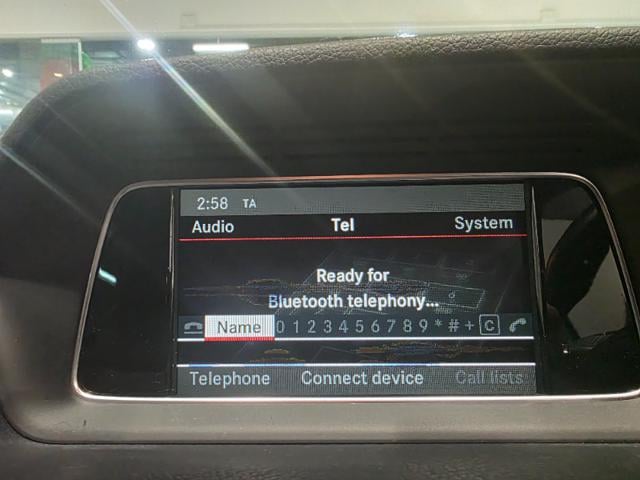 2:58 TA
Audio Tel System
Ready for
Bluetooth telephony...
Name 0 1 2 3 4 5 6 7 8 9 * # + C
Telephone Connect device Call lists